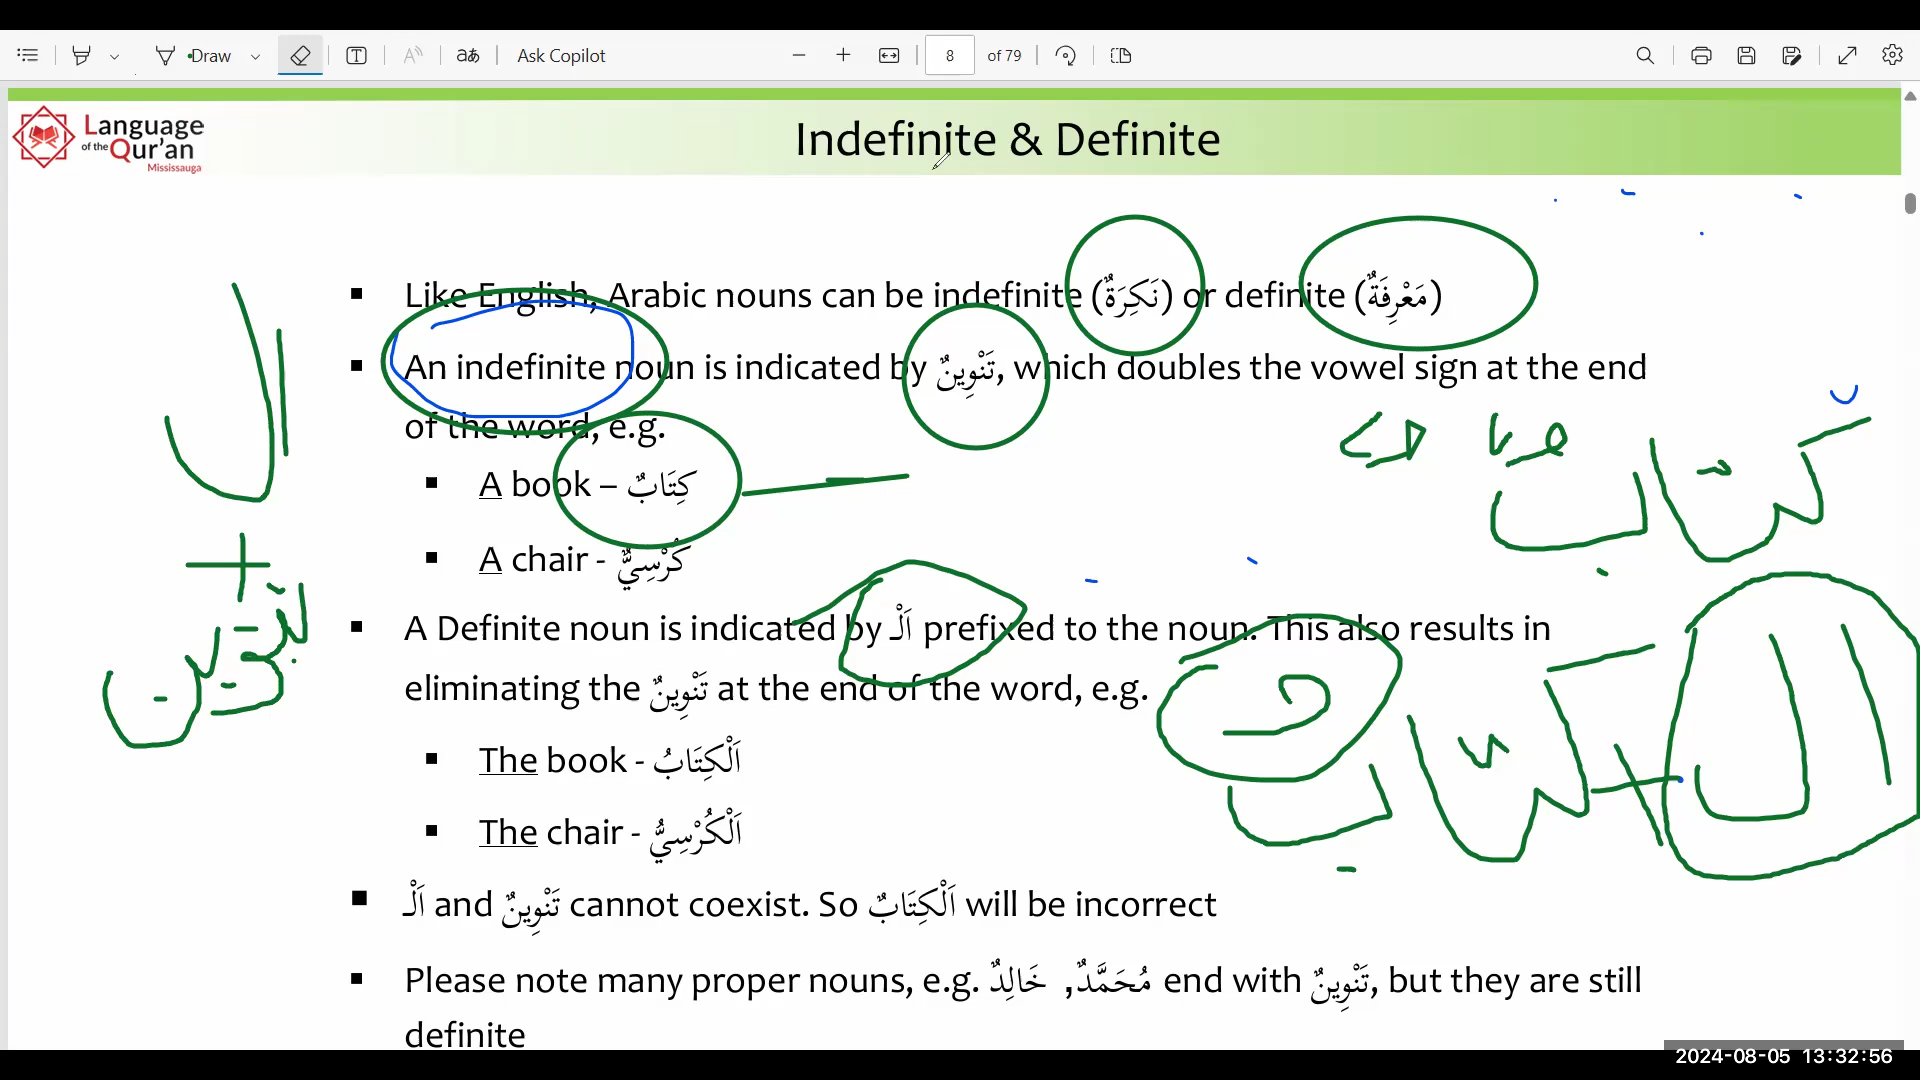 Draw
Ask Copilot
8 of 79
Language of the Qur'an Mississauga
Indefinite & Definite
▪ Like English, Arabic nouns can be indefinite (نَكِرَةٌ) or definite (مَعْرِفَةٌ)
▪ An indefinite noun is indicated by تَنْوِينٌ, which doubles the vowel sign at the end
of the word, e.g.
▪ A book – كِتَابٌ
▪ A chair - كُرْسِيٌّ
▪ A Definite noun is indicated by اَلْـ prefixed to the noun. This also results in
eliminating the تَنْوِينٌ at the end of the word, e.g.
▪ The book - اَلْكِتَابُ
▪ The chair - اَلْكُرْسِيُّ
▪ اَلْـ and تَنْوِينٌ cannot coexist. So اَلْكِتَابٌ will be incorrect
▪ Please note many proper nouns, e.g. مُحَمَّدٌ, خَالِدٌ end with تَنْوِينٌ, but they are still
definite
ال
+
تنوين
كتاب
ال + كتاب
2024-08-05 13:32:56